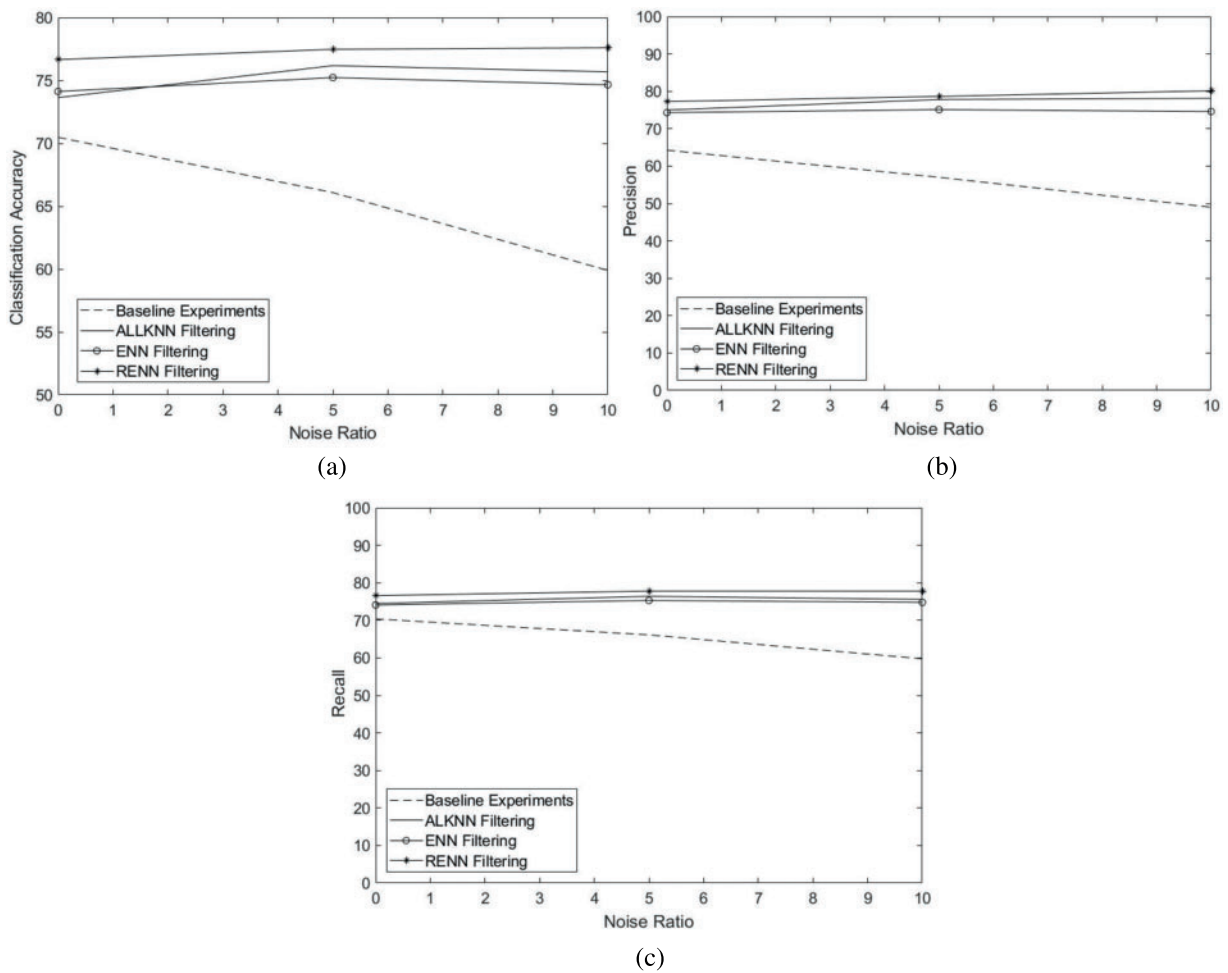 80
75
70
65
60
55
50
Classification Accuracy
Baseline Experiments
ALLKNN Filtering
ENN Filtering
RENN Filtering
0 1 2 3 4 5 6 7 8 9 10
Noise Ratio
(a)
100
90
80
70
60
50
40
30
20
10
0
Precision
Baseline Experiments
ALLKNN Filtering
ENN Filtering
RENN Filtering
0 1 2 3 4 5 6 7 8 9 10
Noise Ratio
(b)
100
90
80
70
60
50
40
30
20
10
0
Recall
Baseline Experiments
ALKNN Filtering
ENN Filtering
RENN Filtering
0 1 2 3 4 5 6 7 8 9 10
Noise Ratio
(c)